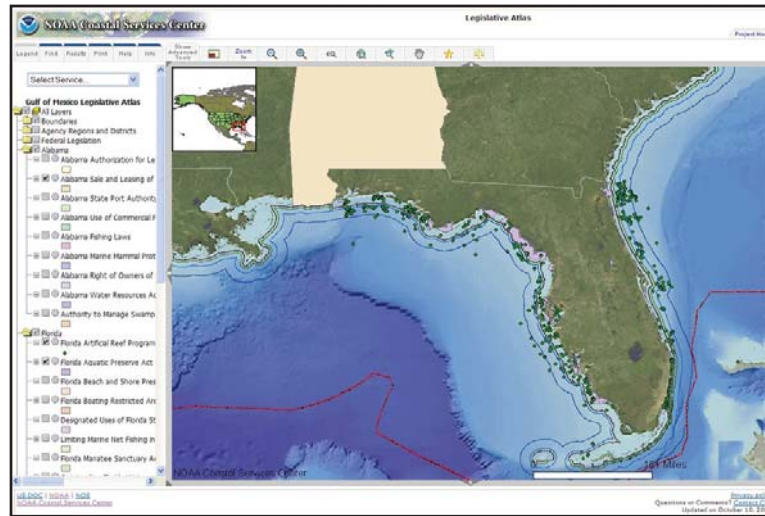 NOAA Coastal Services Center
Legislative Atlas
Legend Find Results Print Help Info
Show Advanced Tools
Zoom In
Select Service...
Gulf of Mexico Legislative Atlas
All Layers
Boundaries
Agency Regions and Districts
Federal Legislation
Alabama
Alabama Authorization for Le
Alabama Sale and Leasing of
Alabama State Port Authority
Alabama Use of Commercial F
Alabama Fishing Laws
Alabama Marine Mammal Prot
Alabama Right of Owners of
Alabama Water Resources Ac
Authority to Manage Swamp
Florida
Florida Artificial Reef Program
Florida Aquatic Preserve Act
Florida Beach and Shore Pres
Florida Boating Restricted Are
Designated Uses of Florida St
Limiting Marine Net Fishing in
Florida Manatee Sanctuary Ac
NOAA Coastal Services Center
Miles
US DOC | NOAA | NOS
NOAA Coastal Services Center
Questions or Comments?
Updated on October 10, 20